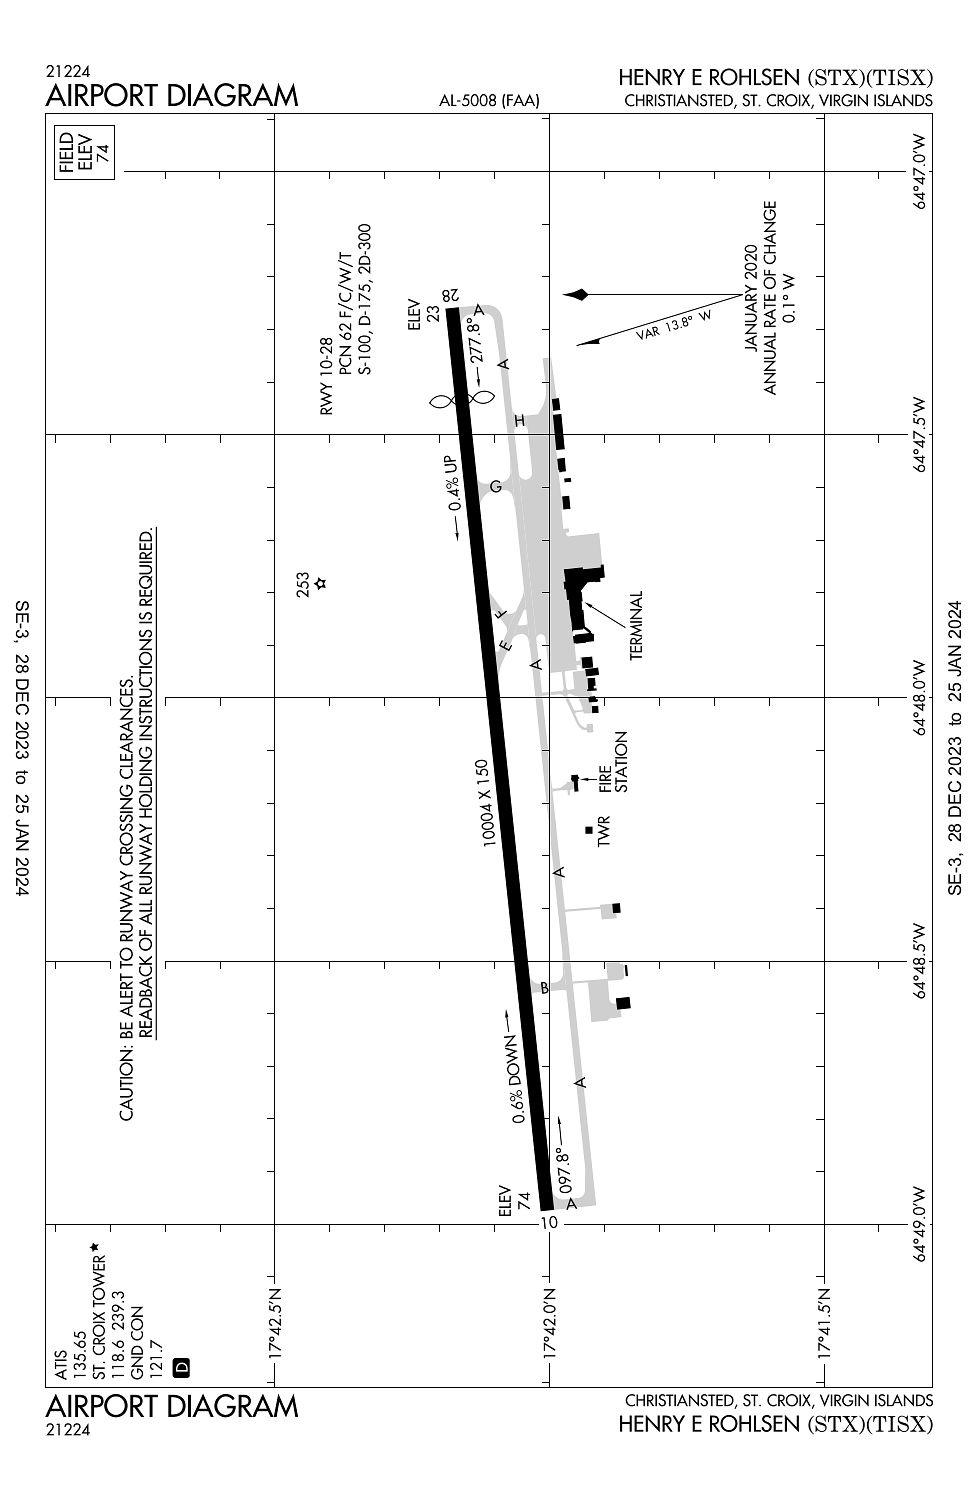 21224
AIRPORT DIAGRAM
AL-5008 (FAA)
HENRY E ROHLSEN (STX)(TISX)
CHRISTIANSTED, ST. CROIX, VIRGIN ISLANDS
FIELD
ELEV
74
64°47.0'W
64°47.5'W
64°48.0'W
64°48.5'W
64°49.0'W
17°42.5'N
17°42.0'N
17°41.5'N
RWY 10-28
PCN 62 F/C/W/T
S-100, D-175, 2D-300
ELEV
23
28
277.8°
A
A
H
G
0.4% UP
JANUARY 2020
ANNUAL RATE OF CHANGE
0.1° W
VAR 13.8° W
253
F
E
A
TERMINAL
FIRE
STATION
TWR
10004 X 150
A
B
A
0.6% DOWN
097.8°
ELEV
74
A
10
CAUTION: BE ALERT TO RUNWAY CROSSING CLEARANCES.
READBACK OF ALL RUNWAY HOLDING INSTRUCTIONS IS REQUIRED.
ATIS
135.65
ST. CROIX TOWER
118.6 239.3
GND CON
121.7
D
SE-3, 28 DEC 2023 to 25 JAN 2024
SE-3, 28 DEC 2023 to 25 JAN 2024
AIRPORT DIAGRAM
21224
CHRISTIANSTED, ST. CROIX, VIRGIN ISLANDS
HENRY E ROHLSEN (STX)(TISX)